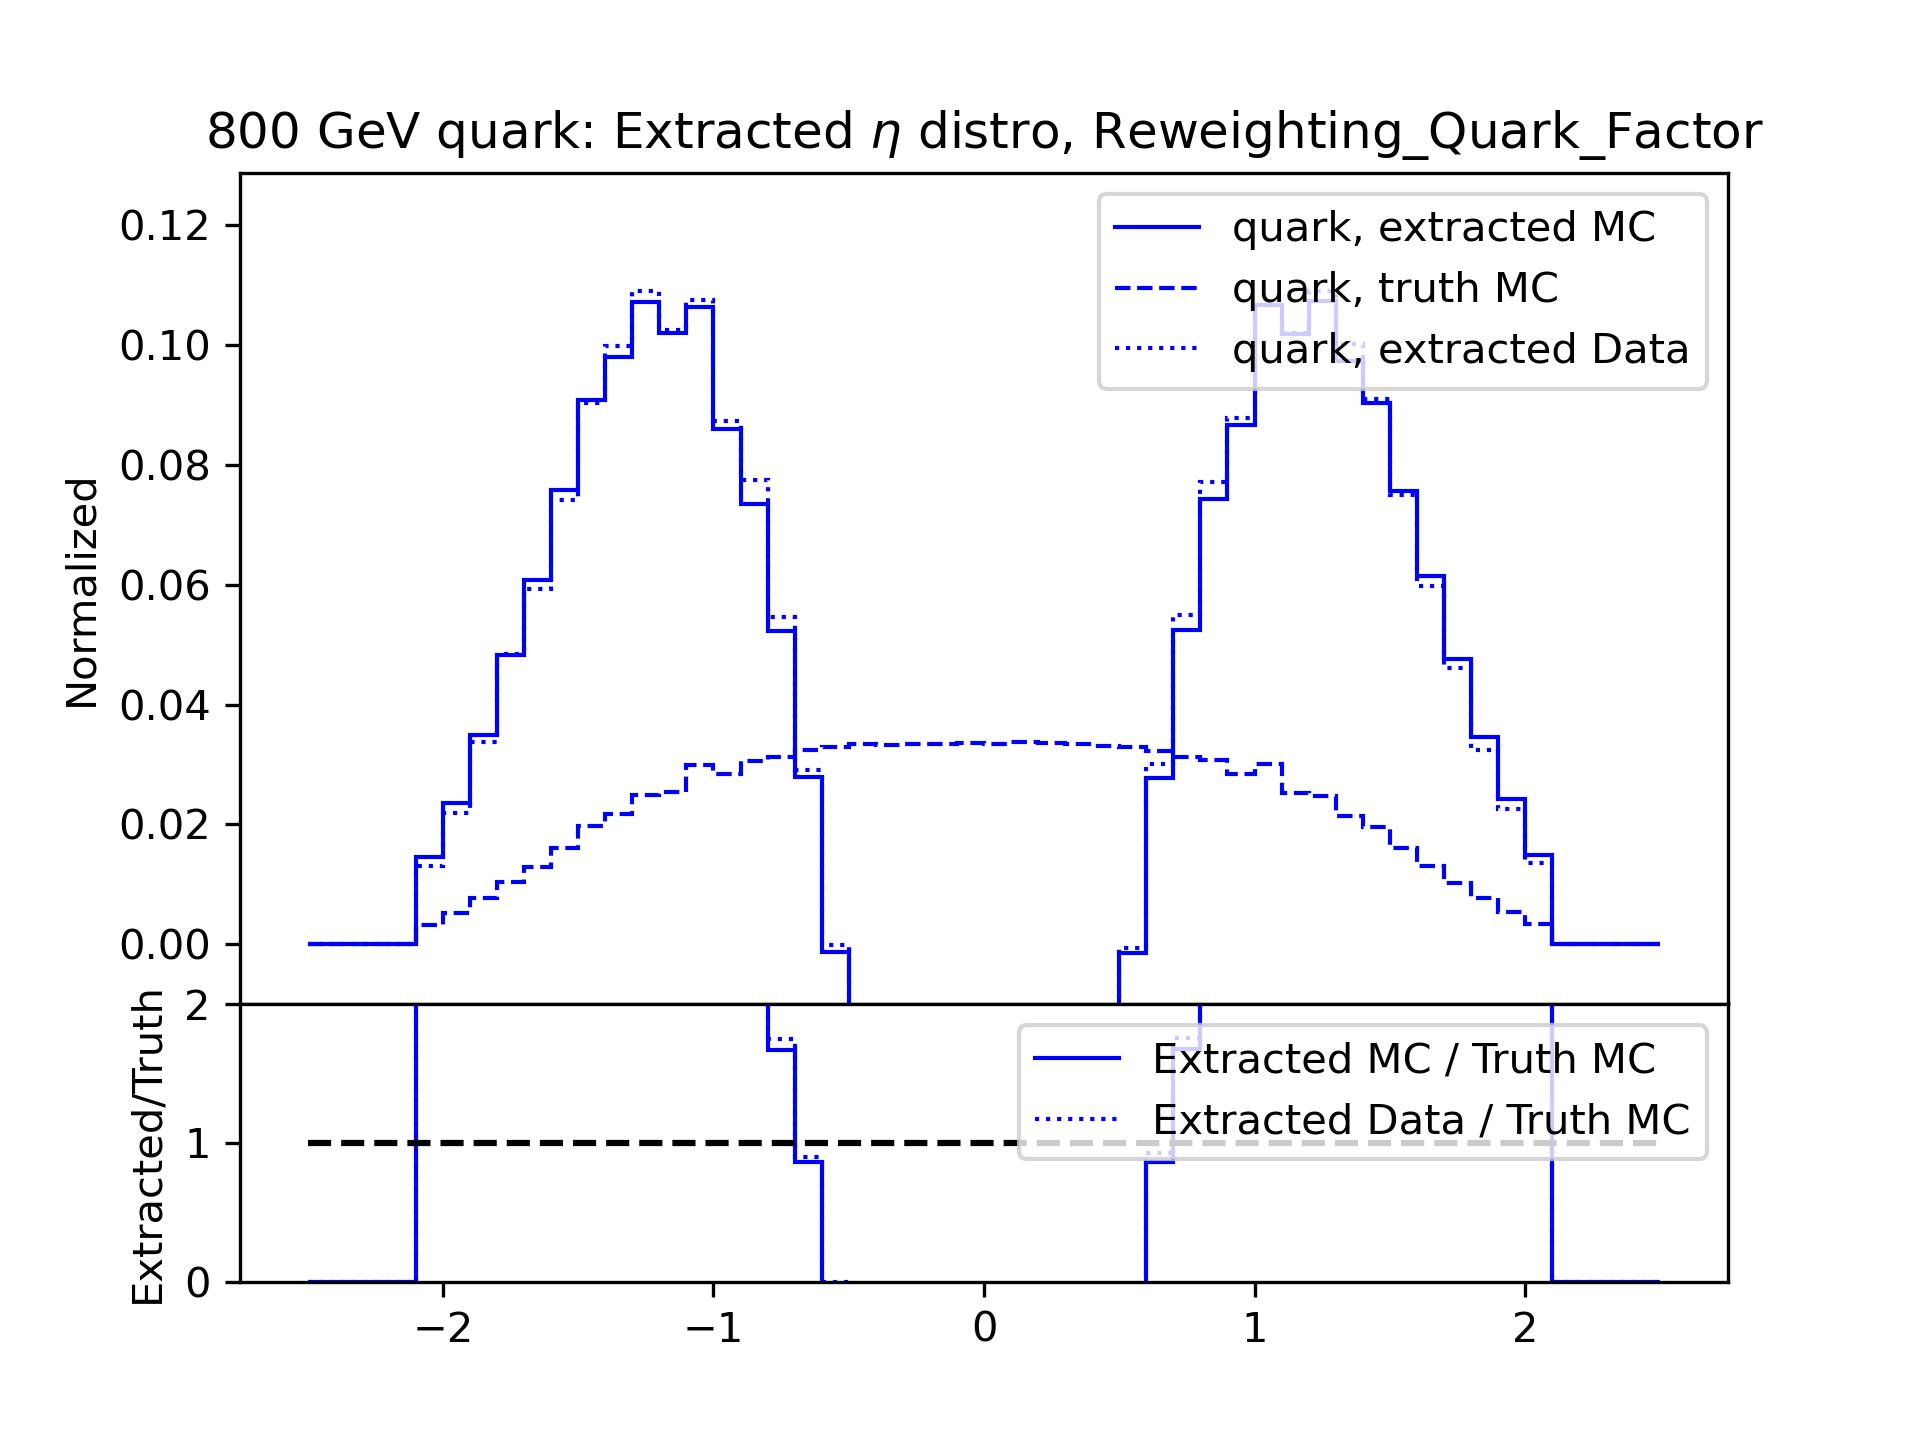 800 GeV quark: Extracted η distro, Reweighting_Quark_Factor
Normalized
0.12
0.10
0.08
0.06
0.04
0.02
0.00
quark, extracted MC
quark, truth MC
quark, extracted Data
Extracted/Truth
2
1
0
Extracted MC / Truth MC
Extracted Data / Truth MC
−2
−1
0
1
2